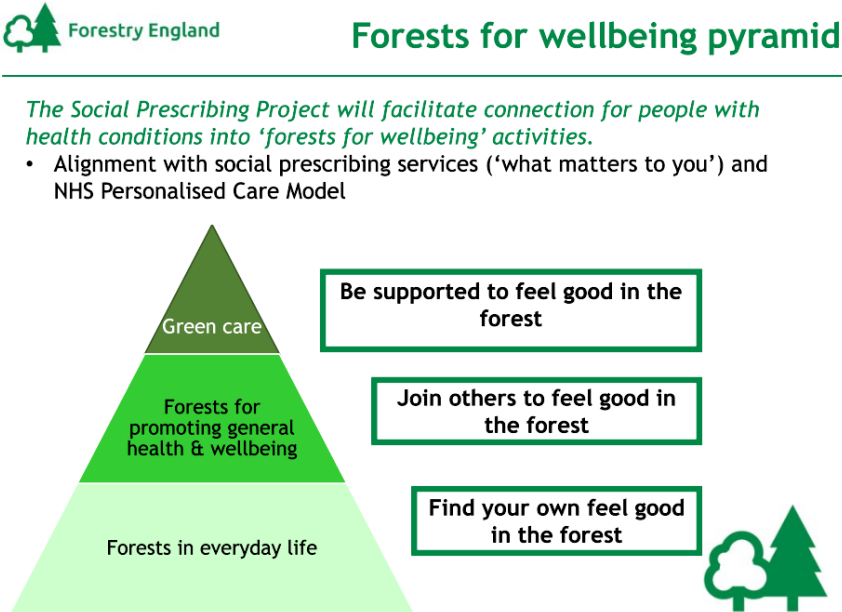 Forestry England
Forests for wellbeing pyramid
The Social Prescribing Project will facilitate connection for people with
health conditions into ‘forests for wellbeing’ activities.
• Alignment with social prescribing services (‘what matters to you’) and
NHS Personalised Care Model
Green care
Be supported to feel good in the
forest
Forests for
promoting general
health & wellbeing
Join others to feel good in
the forest
Forests in everyday life
Find your own feel good
in the forest